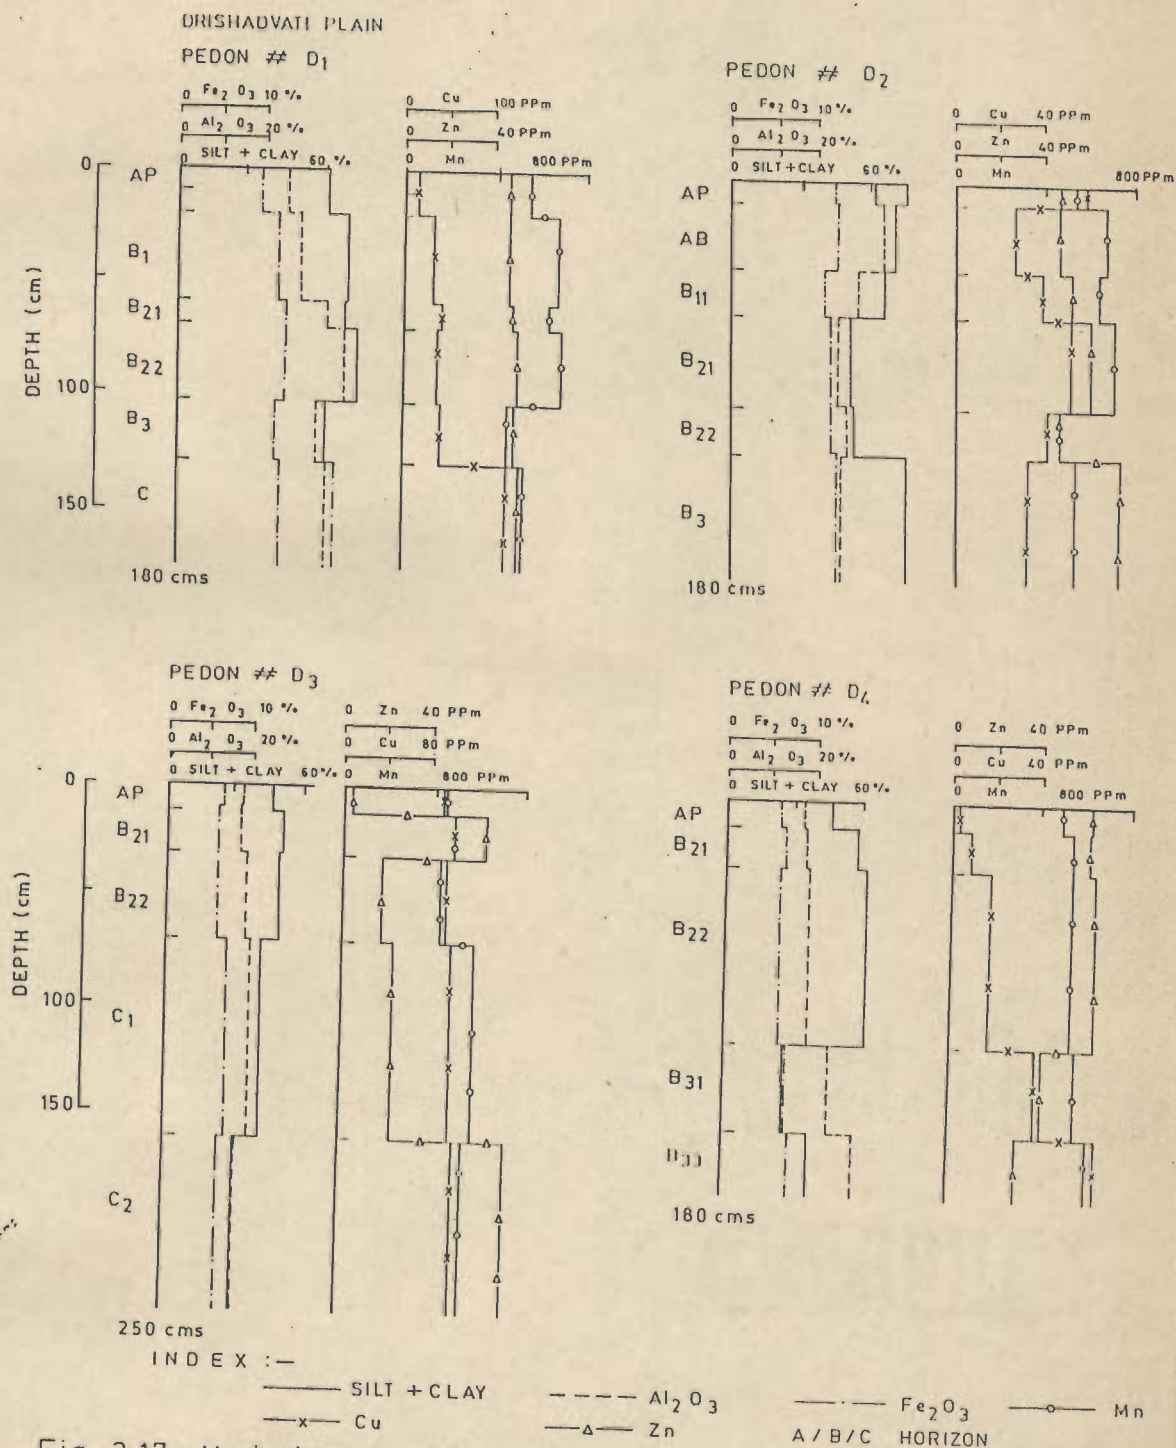 DRISHADVATI PLAIN
PEDON # D1
0 Fe2 O3 10 %
0 Al2 O3 20 %
0 SILT + CLAY 60 %
0 Cu 100 PPm
0 Zn 40 PPm
0 Mn 800 PPm
DEPTH (cm)
0
100
150
AP
B1
B21
B22
B3
C
180 cms
PEDON # D2
0 Fe2 O3 10 %
0 Al2 O3 20 %
0 SILT + CLAY 60 %
0 Cu 40 PPm
0 Zn 40 PPm
0 Mn 800 PPm
AP
AB
B11
B21
B22
B3
180 cms
PEDON # D3
0 Fe2 O3 10 %
0 Al2 O3 20 %
0 SILT + CLAY 60 %
0 Zn 40 PPm
0 Cu 80 PPm
0 Mn 800 PPm
DEPTH (cm)
0
100
150
AP
B21
B22
C1
C2
250 cms
PEDON # D4
0 Fe2 O3 10 %
0 Al2 O3 20 %
0 SILT + CLAY 60 %
0 Zn 40 PPm
0 Cu 40 PPm
0 Mn 800 PPm
AP
B21
B22
B31
180 cms
INDEX :—
SILT + CLAY
Al2O3
Fe2O3
Mn
Cu
Zn
A / B / C HORIZON